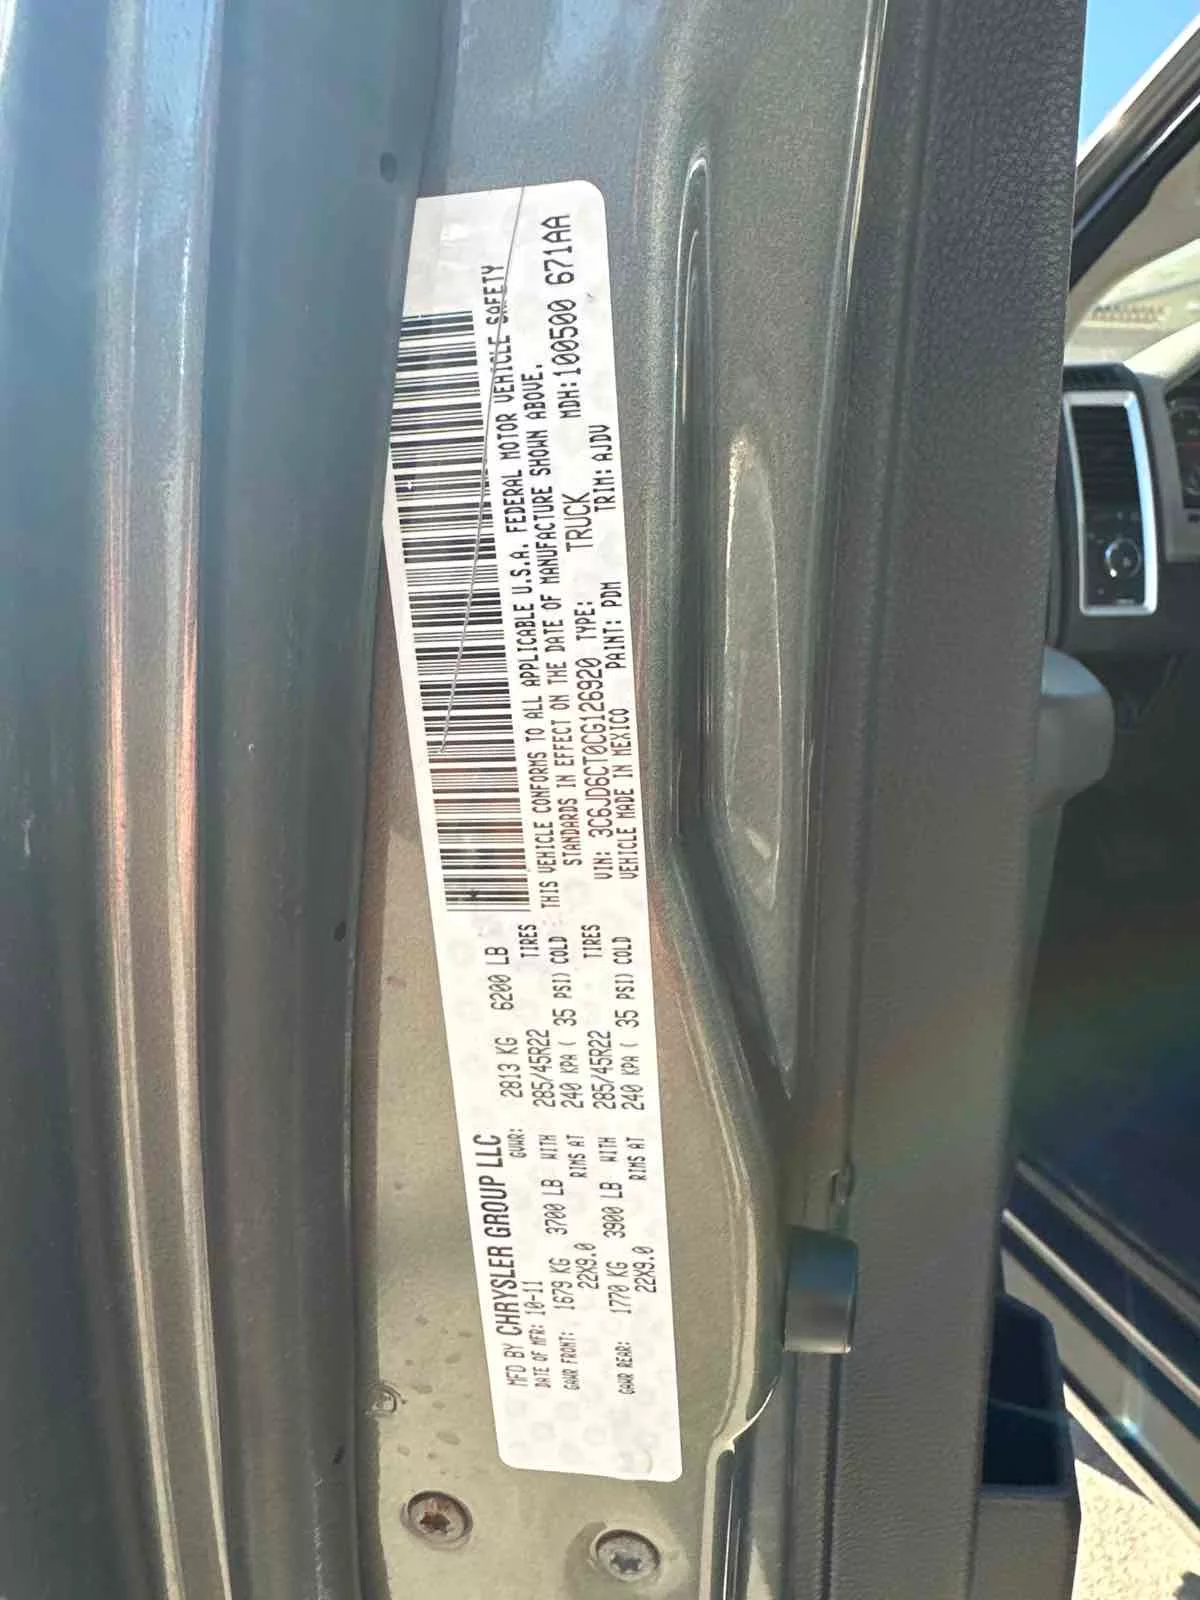 MFD BY CHRYSLER GROUP LLC
DATE OF MFR: 10-11 GVWR: 2813 KG 6200 LB
GAWR FRONT: 1679 KG 3700 LB WITH 285/45R22 TIRES
22X9.0 RIMS AT 240 KPA ( 35 PSI) COLD
GAWR REAR: 1770 KG 3900 LB WITH 285/45R22 TIRES
22X9.0 RIMS AT 240 KPA ( 35 PSI) COLD
THIS VEHICLE CONFORMS TO ALL APPLICABLE U.S.A. FEDERAL MOTOR VEHICLE SAFETY
STANDARDS IN EFFECT ON THE DATE OF MANUFACTURE SHOWN ABOVE.
MDH: 100500 671AA
VIN: 3C6JD6CT0CG126920 TYPE: TRUCK
VEHICLE MADE IN MEXICO PAINT: PDM TRIM: AJDV